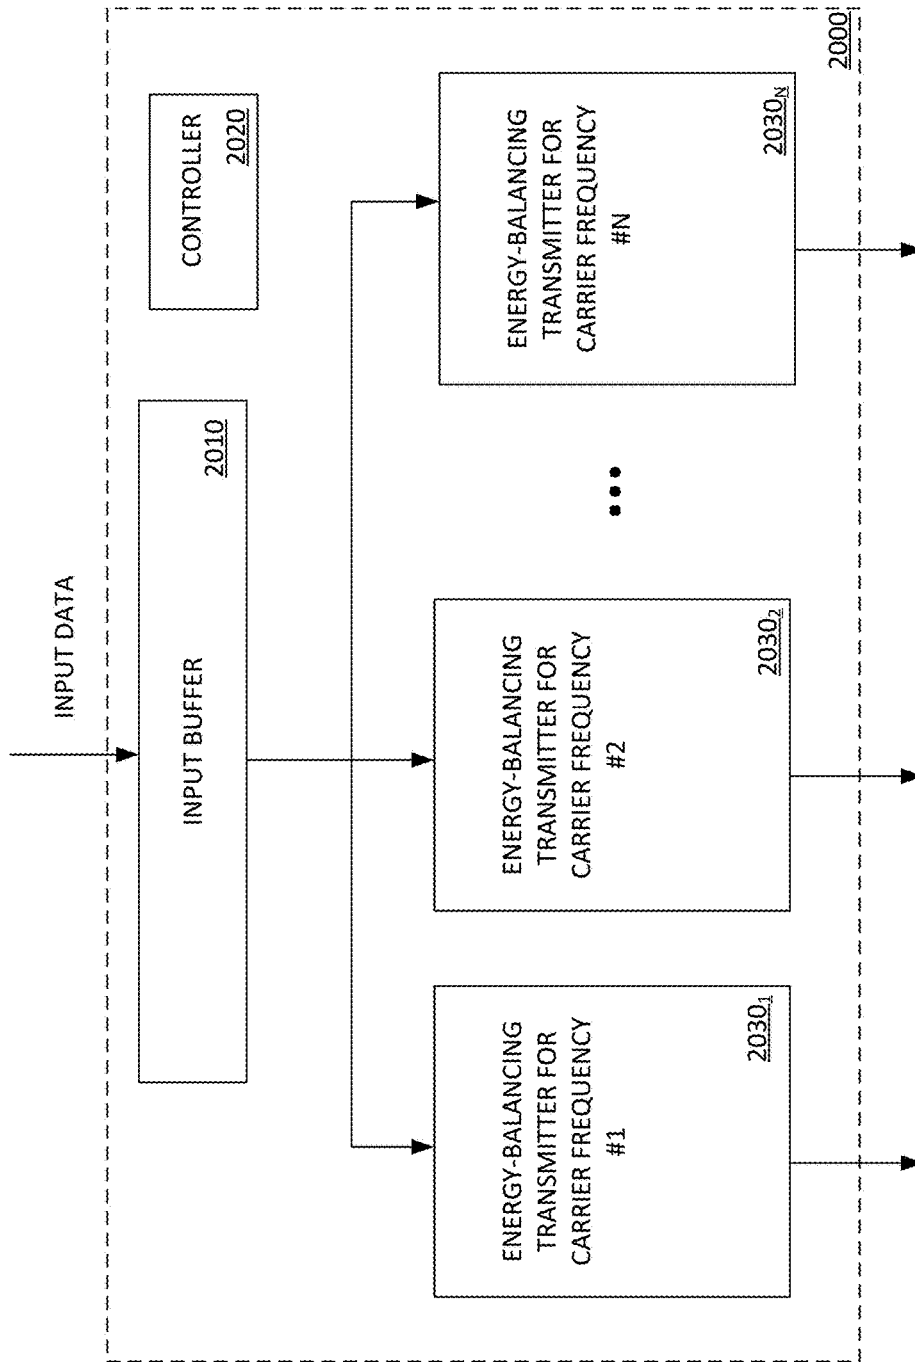 INPUT DATA
INPUT BUFFER
2010
CONTROLLER
2020
ENERGY-BALANCING
TRANSMITTER FOR
CARRIER FREQUENCY
#1
2030₁
ENERGY-BALANCING
TRANSMITTER FOR
CARRIER FREQUENCY
#2
2030₂
ENERGY-BALANCING
TRANSMITTER FOR
CARRIER FREQUENCY
#N
2030N
2000